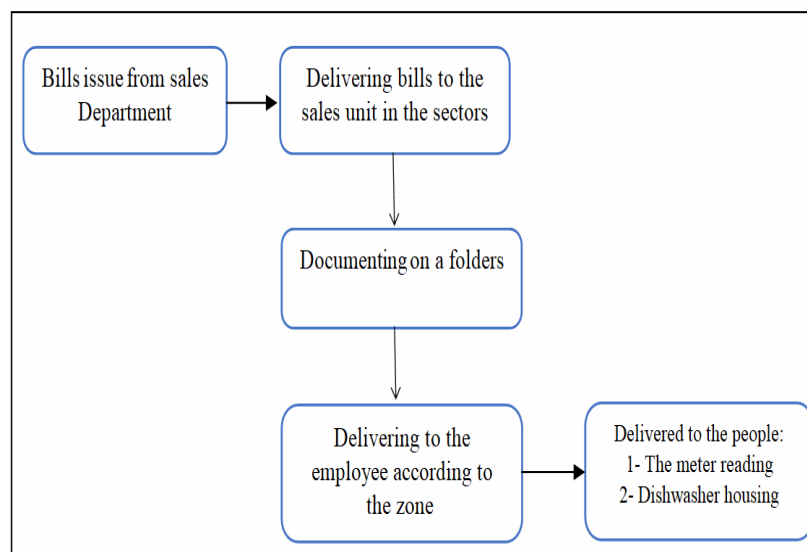 Bills issue from sales
Department
Delivering bills to the
sales unit in the sectors
Documenting on a folders
Delivering to the
employee according to
the zone
Delivered to the people:
1- The meter reading
2- Dishwasher housing